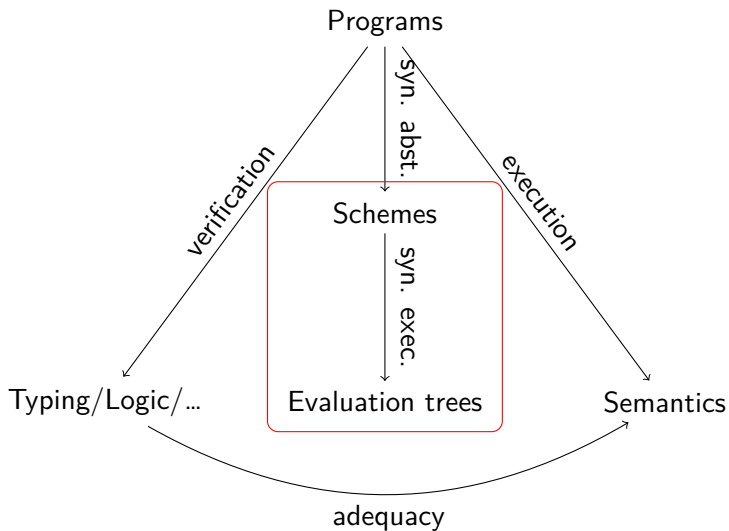 Programs
syn. abst.
verification
execution
Schemes
syn. exec.
Typing/Logic/...
Evaluation trees
Semantics
adequacy